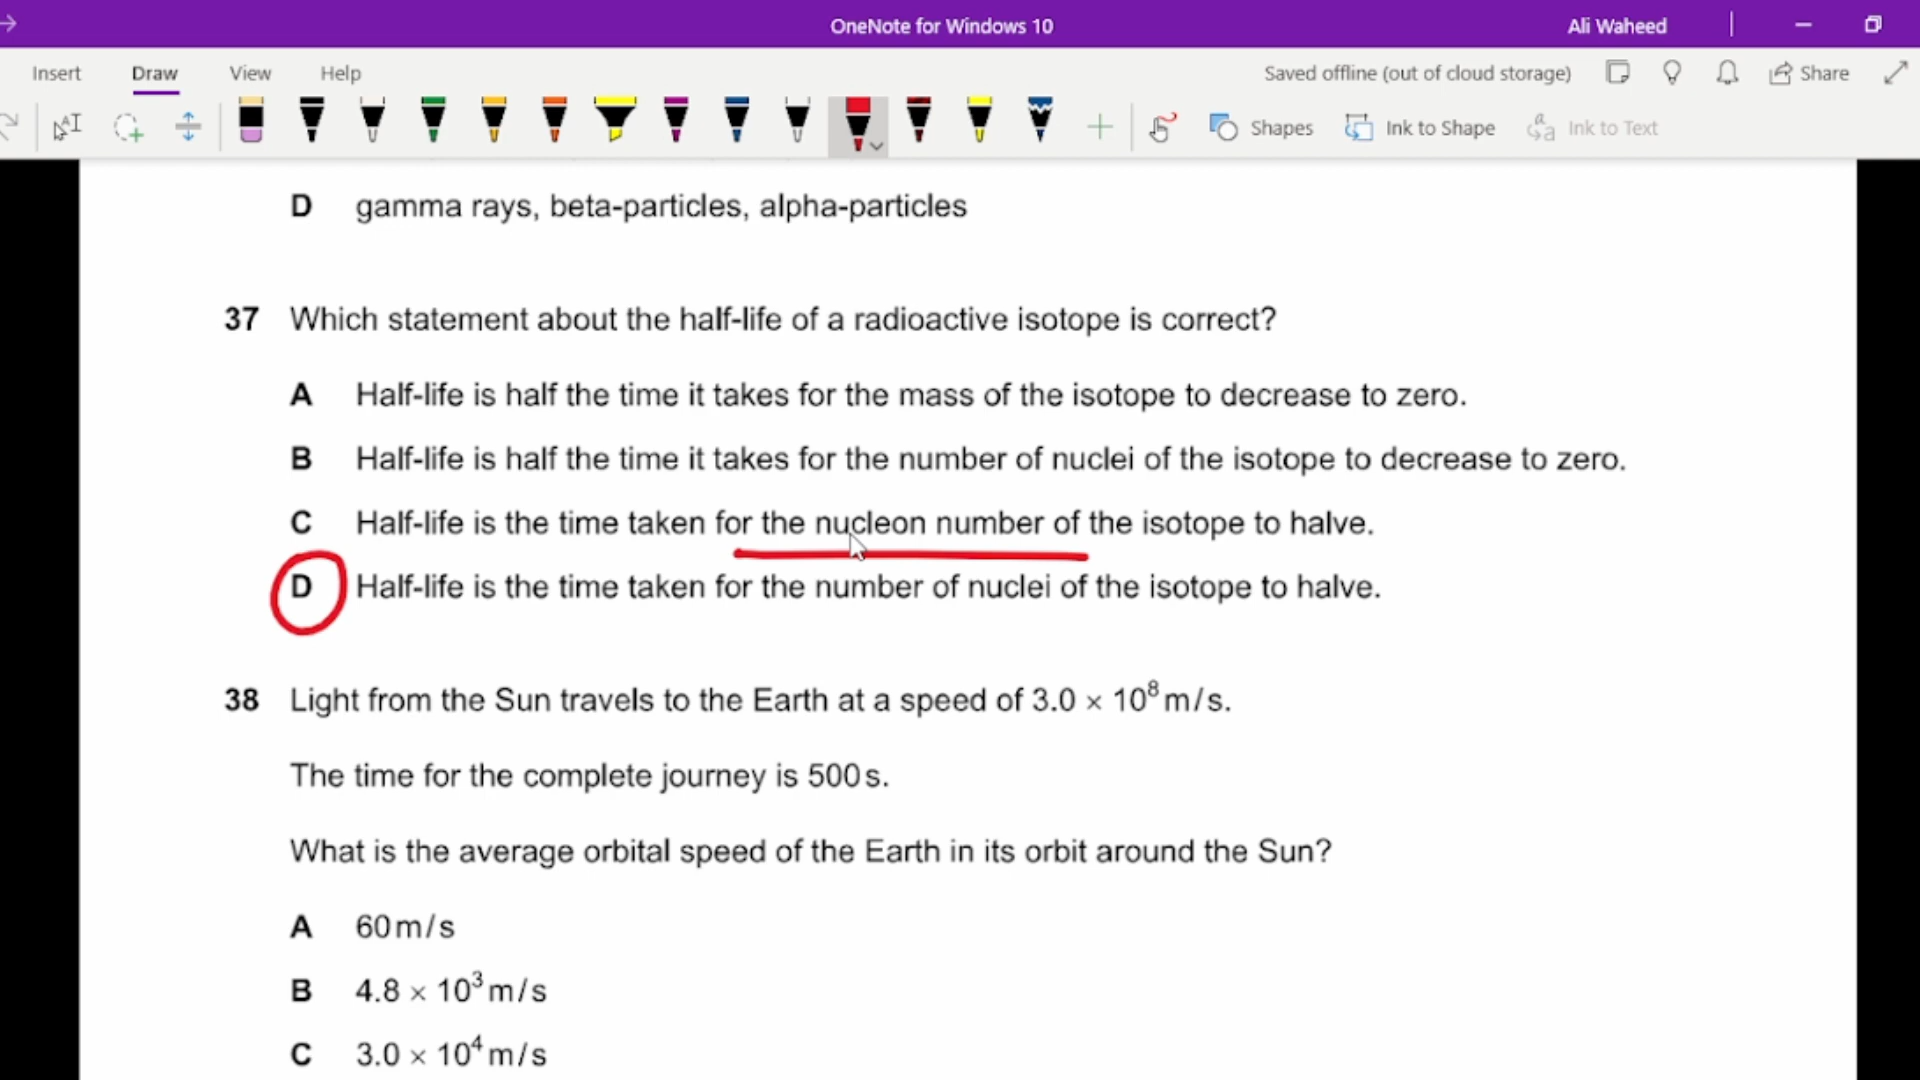 OneNote for Windows 10
Ali Waheed
Insert Draw View Help
Saved offline (out of cloud storage)
Share
Shapes
Ink to Shape
Ink to Text
D gamma rays, beta-particles, alpha-particles
37 Which statement about the half-life of a radioactive isotope is correct?
A Half-life is half the time it takes for the mass of the isotope to decrease to zero.
B Half-life is half the time it takes for the number of nuclei of the isotope to decrease to zero.
C Half-life is the time taken for the nucleon number of the isotope to halve.
D Half-life is the time taken for the number of nuclei of the isotope to halve.
38 Light from the Sun travels to the Earth at a speed of 3.0 × 10⁸ m/s.
The time for the complete journey is 500 s.
What is the average orbital speed of the Earth in its orbit around the Sun?
A 60 m/s
B 4.8 × 10³ m/s
C 3.0 × 10⁴ m/s